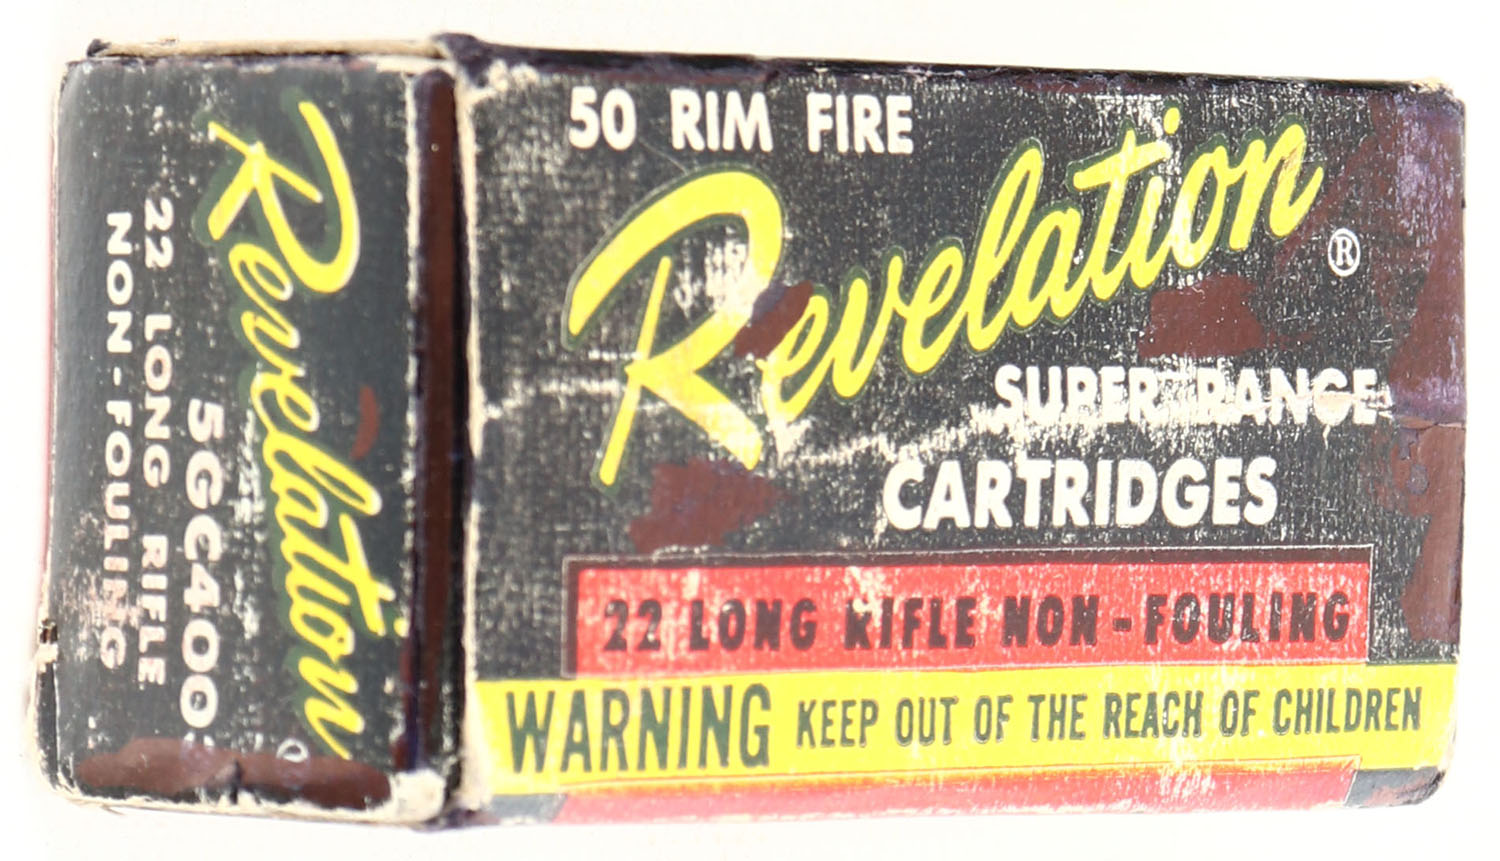 50 RIM FIRE
Revelation ®
SUPER RANGE
CARTRIDGES
22 LONG RIFLE NON-FOULING
WARNING KEEP OUT OF THE REACH OF CHILDREN
Revelation
5GC400
22 LONG RIFLE
NON-FOULING